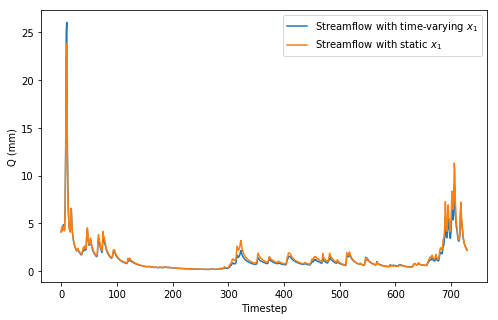 Streamflow with time-varying x₁
Streamflow with static x₁
25
20
15
10
5
0
Q (mm)
0 100 200 300 400 500 600 700
Timestep